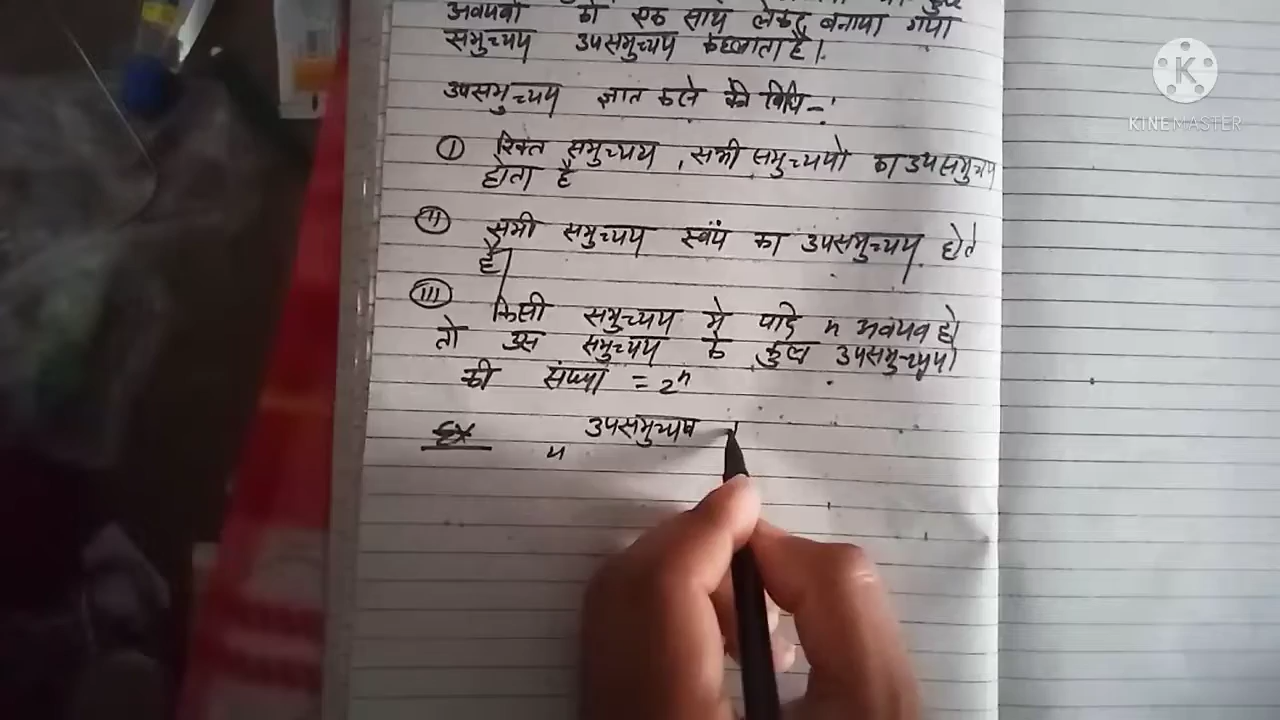 अवयवो को एक साथ लेकर बनाया गया
समुच्चय उपसमुच्चय कहलाता है।
उपसमुच्चय ज्ञात करने की विधि -:
① रिक्त समुच्चय , सभी समुच्चयो का उपसमुच्चय
होता है
(ii) सभी समुच्चय स्वंय का उपसमुच्चय होते
है।
(iii) किसी समुच्चय मे यदि n अवयव हो
तो उस समुच्चय के कुल उपसमुच्चयो
की संख्या = 2ⁿ
Ex उपसमुच्चय
K
KINEMASTER